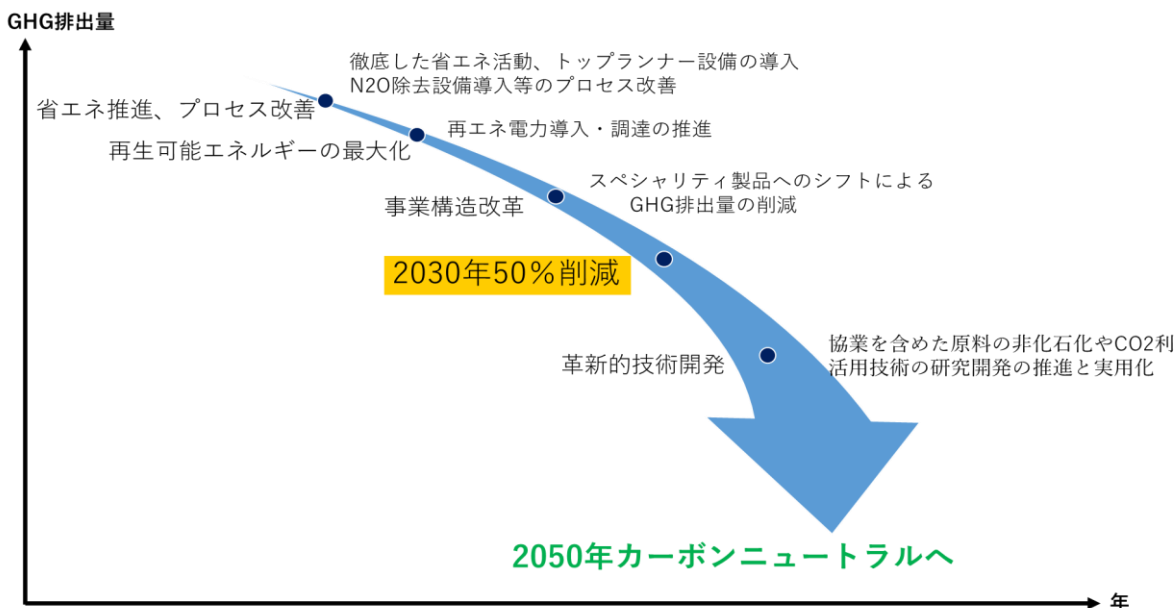 GHG排出量
徹底した省エネ活動、トップランナー設備の導入
N2O除去設備導入等のプロセス改善
省エネ推進、プロセス改善
再エネ電力導入・調達の推進
再生可能エネルギーの最大化
スペシャリティ製品へのシフトによる
GHG排出量の削減
事業構造改革
2030年50%削減
協業を含めた原料の非化石化やCO2利
活用技術の研究開発の推進と実用化
革新的技術開発
2050年カーボンニュートラルへ
年